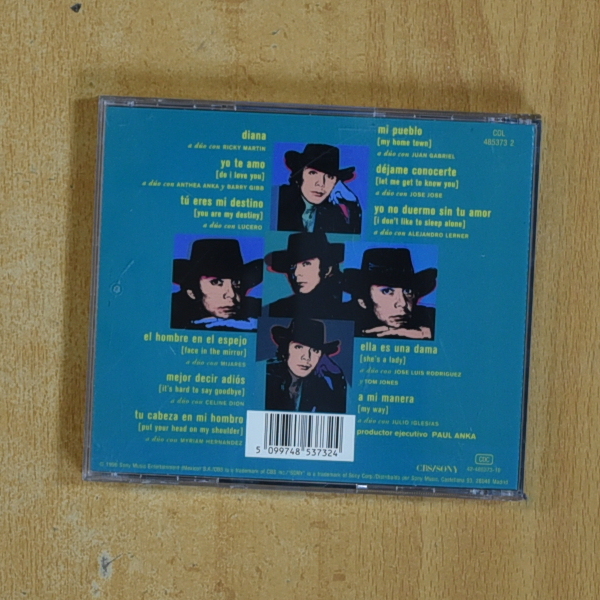 diana
a dúo con RICKY MARTIN
yo te amo
[do i love you]
a dúo con ANTHEA ANKA y BARRY GIBB
tú eres mi destino
[you are my destiny]
a dúo con LUCERO
el hombre en el espejo
[face in the mirror]
a dúo con MIJARES
mejor decir adiós
[it's hard to say goodbye]
a dúo con CELINE DION
tu cabeza en mi hombro
[put your head on my shoulder]
a dúo con MYRIAM HERNANDEZ
mi pueblo
[my home town]
a dúo con JUAN GABRIEL
déjame conocerte
[let me get to know you]
a dúo con JOSE JOSE
yo no duermo sin tu amor
[i don't like to sleep alone]
a dúo con ALEJANDRO LERNER
ella es una dama
[she's a lady]
a dúo con JOSE LUIS RODRIGUEZ
y TOM JONES
a mi manera
[my way]
a dúo con JULIO IGLESIAS
productor ejecutivo PAUL ANKA
COL
485373 2
5 099748 537324
CBS/SONY
CDC